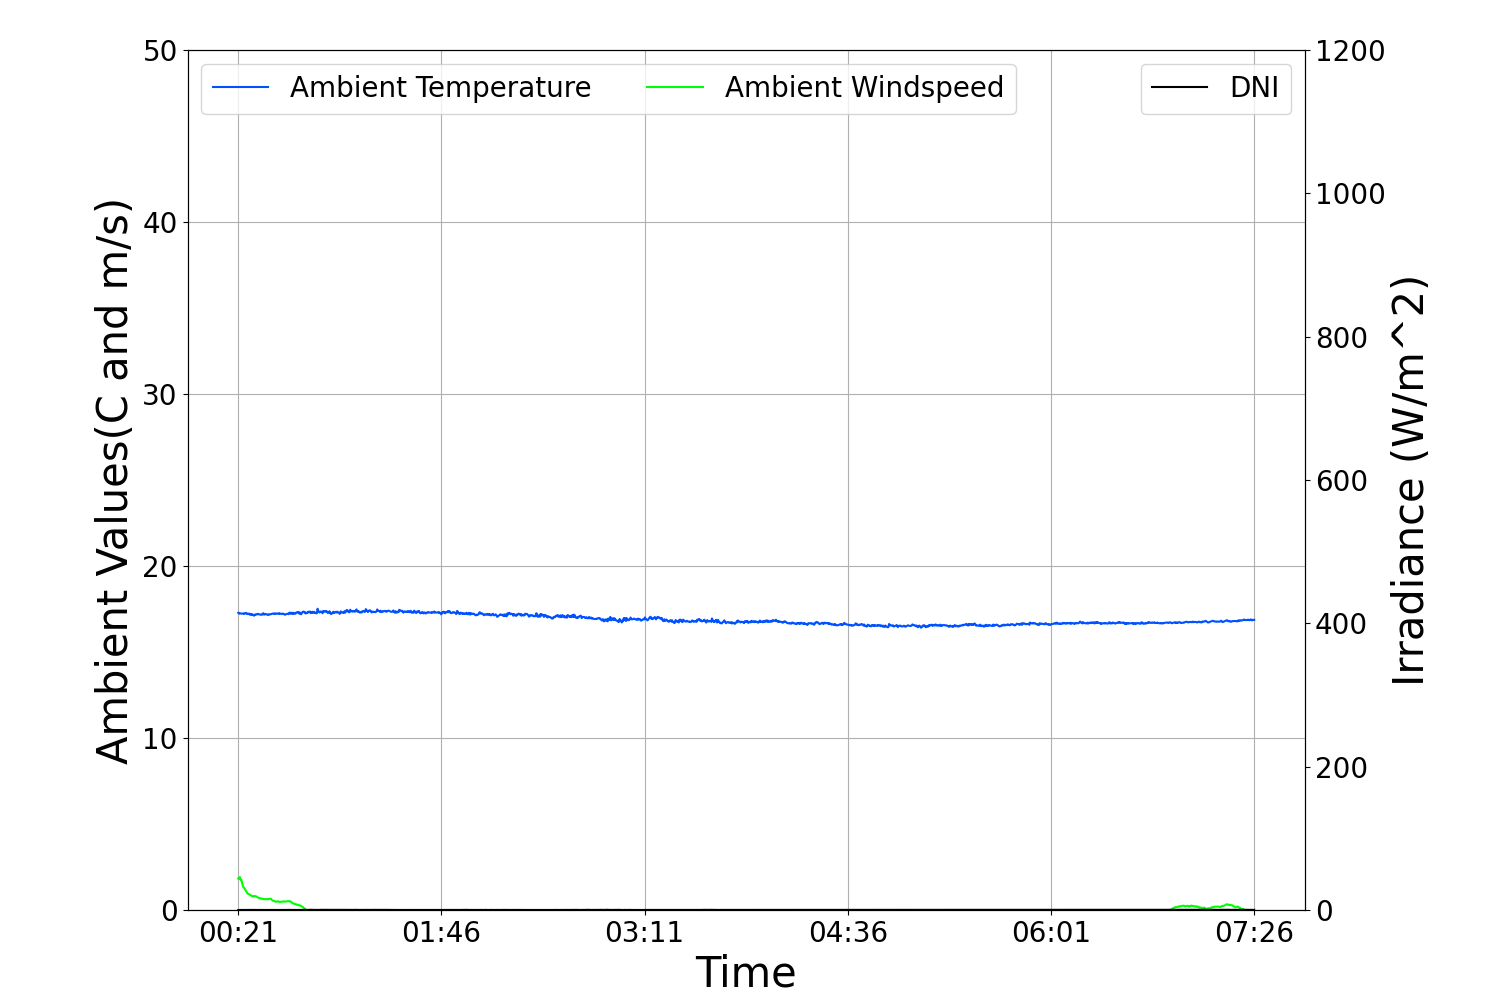 Ambient Temperature
Ambient Windspeed
DNI
Ambient Values(C and m/s)
50
40
30
20
10
0
1200
1000
800
600
400
200
0
Irradiance (W/m^2)
00:21 01:46 03:11 04:36 06:01 07:26
Time